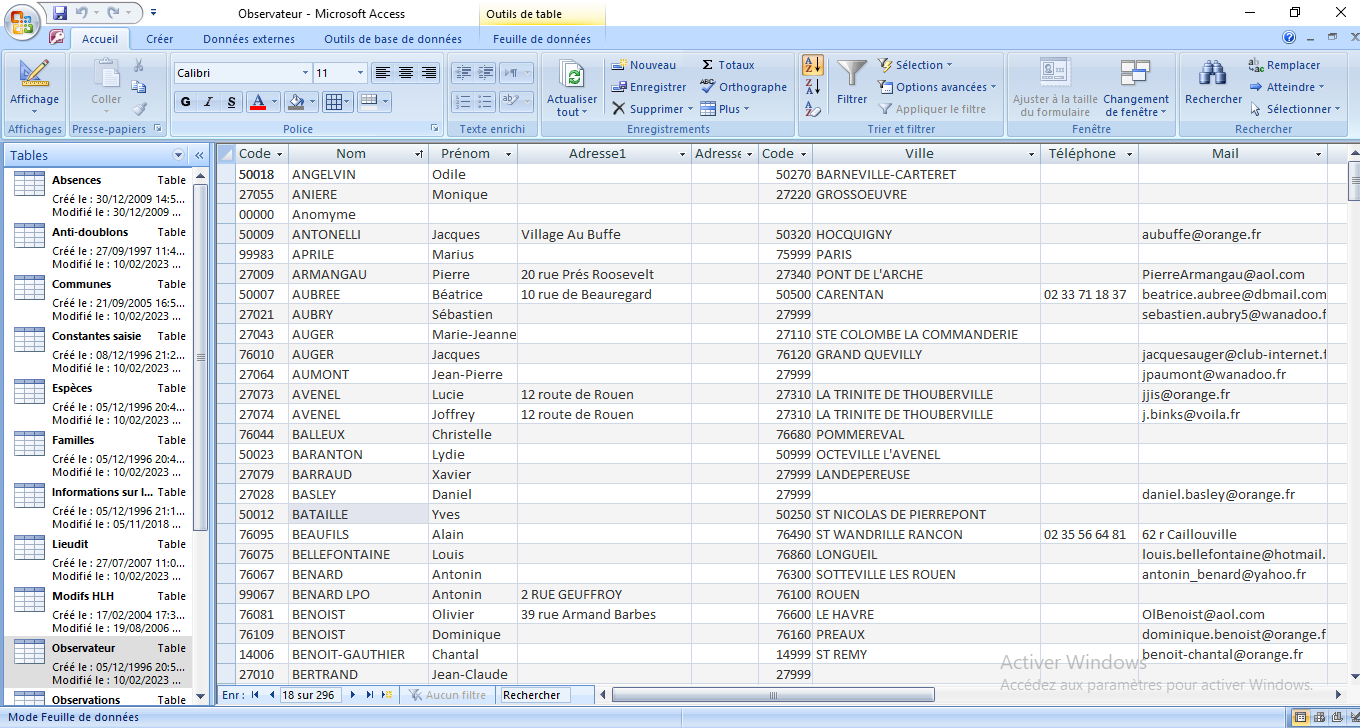 Observateur - Microsoft Access
Outils de table
Accueil Créer Données externes Outils de base de données Feuille de données
Affichage
Affichages
Coller
Presse-papiers
Calibri 11
G I S A
Police
Texte enrichi
Actualiser tout
Nouveau
Enregistrer
Supprimer
Totaux
Orthographe
Plus
Enregistrements
Filtrer
Sélection
Options avancées
Appliquer le filtre
Trier et filtrer
Ajuster à la taille du formulaire
Changement de fenêtre
Fenêtre
Rechercher
Remplacer
Atteindre
Sélectionner
Rechercher
Tables
Absences Table
Créé le : 30/12/2009 14:5...
Modifié le : 30/12/2009 ...
Anti-doublons Table
Créé le : 27/09/1997 11:4...
Modifié le : 10/02/2023 ...
Communes Table
Créé le : 21/09/2005 16:5...
Modifié le : 10/02/2023 ...
Constantes saisie Table
Créé le : 08/12/1996 21:2...
Modifié le : 10/02/2023 ...
Espèces Table
Créé le : 05/12/1996 20:4...
Modifié le : 10/02/2023 ...
Familles Table
Créé le : 05/12/1996 20:4...
Modifié le : 10/02/2023 ...
Informations sur l... Table
Créé le : 05/12/1996 21:1...
Modifié le : 05/11/2018 ...
Lieudit Table
Créé le : 27/07/2007 11:0...
Modifié le : 10/02/2023 ...
Modifs HLH Table
Créé le : 17/02/2004 17:3...
Modifié le : 19/08/2006 ...
Observateur Table
Créé le : 05/12/1996 20:5...
Modifié le : 10/02/2023 ...
Observations Table
Code Nom Prénom Adresse1 Adresse Code Ville Téléphone Mail
50018 ANGELVIN Odile 50270 BARNEVILLE-CARTERET
27055 ANIERE Monique 27220 GROSSOEUVRE
00000 Anomyme
50009 ANTONELLI Jacques Village Au Buffe 50320 HOCQUIGNY aubuffe@orange.fr
99983 APRILE Marius 75999 PARIS
27009 ARMANGAU Pierre 20 rue Prés Roosevelt 27340 PONT DE L'ARCHE PierreArmangau@aol.com
50007 AUBREE Béatrice 10 rue de Beauregard 50500 CARENTAN 02 33 71 18 37 beatrice.aubree@dbmail.com
27021 AUBRY Sébastien 27999 sebastien.aubry5@wanadoo.f
27043 AUGER Marie-Jeanne 27110 STE COLOMBE LA COMMANDERIE
76010 AUGER Jacques 76120 GRAND QUEVILLY jacquesauger@club-internet.f
27064 AUMONT Jean-Pierre 27999 jpaumont@wanadoo.fr
27073 AVENEL Lucie 12 route de Rouen 27310 LA TRINITE DE THOUBERVILLE jjis@orange.fr
27074 AVENEL Joffrey 12 route de Rouen 27310 LA TRINITE DE THOUBERVILLE j.binks@voila.fr
76044 BALLEUX Christelle 76680 POMMEREVAL
50023 BARANTON Lydie 50999 OCTEVILLE L'AVENEL
27079 BARRAUD Xavier 27999 LANDEPEREUSE
27028 BASLEY Daniel 27999 daniel.basley@orange.fr
50012 BATAILLE Yves 50250 ST NICOLAS DE PIERREPONT
76095 BEAUFILS Alain 76490 ST WANDRILLE RANCON 02 35 56 64 81 62 r Caillouville
76075 BELLEFONTAINE Louis 76860 LONGUEIL louis.bellefontaine@hotmail.
76067 BENARD Antonin 76300 SOTTEVILLE LES ROUEN antonin_benard@yahoo.fr
99067 BENARD LPO Antonin 2 RUE GEUFFROY 76100 ROUEN
76081 BENOIST Olivier 39 rue Armand Barbes 76600 LE HAVRE OlBenoist@aol.com
76109 BENOIST Dominique 76160 PREAUX dominique.benoist@orange.f
14006 BENOIT-GAUTHIER Chantal 14999 ST REMY benoit-chantal@orange.fr
27010 BERTRAND Jean-Claude 27999
Activer Windows
Accédez aux paramètres pour activer Windows.
Enr : 18 sur 296 Aucun filtre Rechercher
Mode Feuille de données